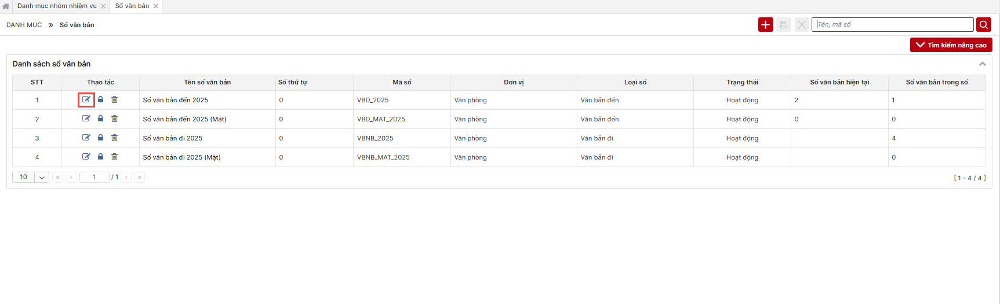 Danh mục nhóm nhiệm vụ
Sổ văn bản
DANH MỤC » Sổ văn bản
Tên, mã số
Tìm kiếm nâng cao
Danh sách sổ văn bản
STT Thao tác Tên sổ văn bản Số thứ tự Mã số Đơn vị Loại sổ Trạng thái Số văn bản hiện tại Số văn bản trong sổ
1 Sổ văn bản đến 2025 0 VBD_2025 Văn phòng Văn bản đến Hoạt động 2 1
2 Sổ văn bản đến 2025 (Mật) 0 VBD_MAT_2025 Văn phòng Văn bản đến Hoạt động 0 0
3 Sổ văn bản đi 2025 0 VBNB_2025 Văn phòng Văn bản đi Hoạt động 4
4 Sổ văn bản đi 2025 (Mật) 0 VBNB_MAT_2025 Văn phòng Văn bản đi Hoạt động 0
10 « ‹ 1 / 1 › » [ 1 - 4 / 4 ]